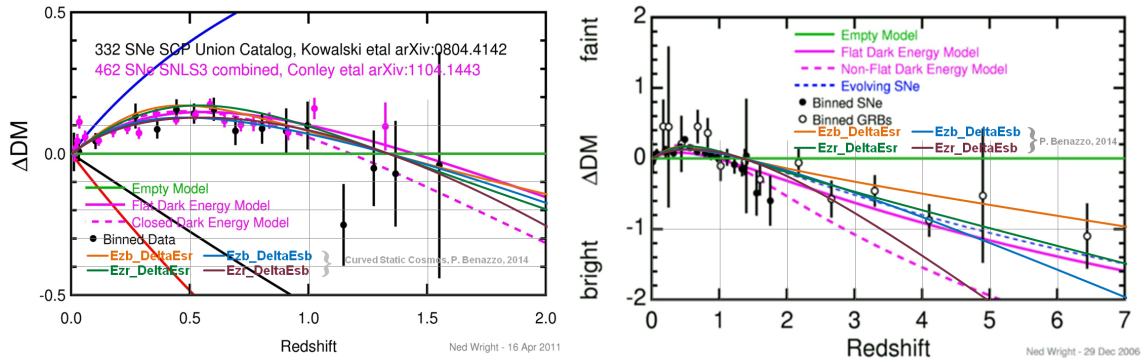 0.5
332 SNe SCP Union Catalog, Kowalski etal arXiv:0804.4142
462 SNe SNLS3 combined, Conley etal arXiv:1104.1443
ΔDM
0.0
Empty Model
Flat Dark Energy Model
Closed Dark Energy Model
Binned Data
Ezb_DeltaEsr
Ezb_DeltaEsb
Ezr_DeltaEsr
Ezr_DeltaEsb
Curved Static Cosmos, P. Benazzo, 2014
-0.5
0.0 0.5 1.0 1.5 2.0
Redshift
Ned Wright - 16 Apr 2011
2
faint
Empty Model
Flat Dark Energy Model
Non-Flat Dark Energy Model
Evolving SNe
1
Binned SNe
Binned GRBs
Ezb_DeltaEsr
Ezb_DeltaEsb
Ezr_DeltaEsr
Ezr_DeltaEsb
P. Benazzo, 2014
ΔDM
0
-1
bright
-2
0 1 2 3 4 5 6 7
Redshift
Ned Wright - 29 Dec 2006